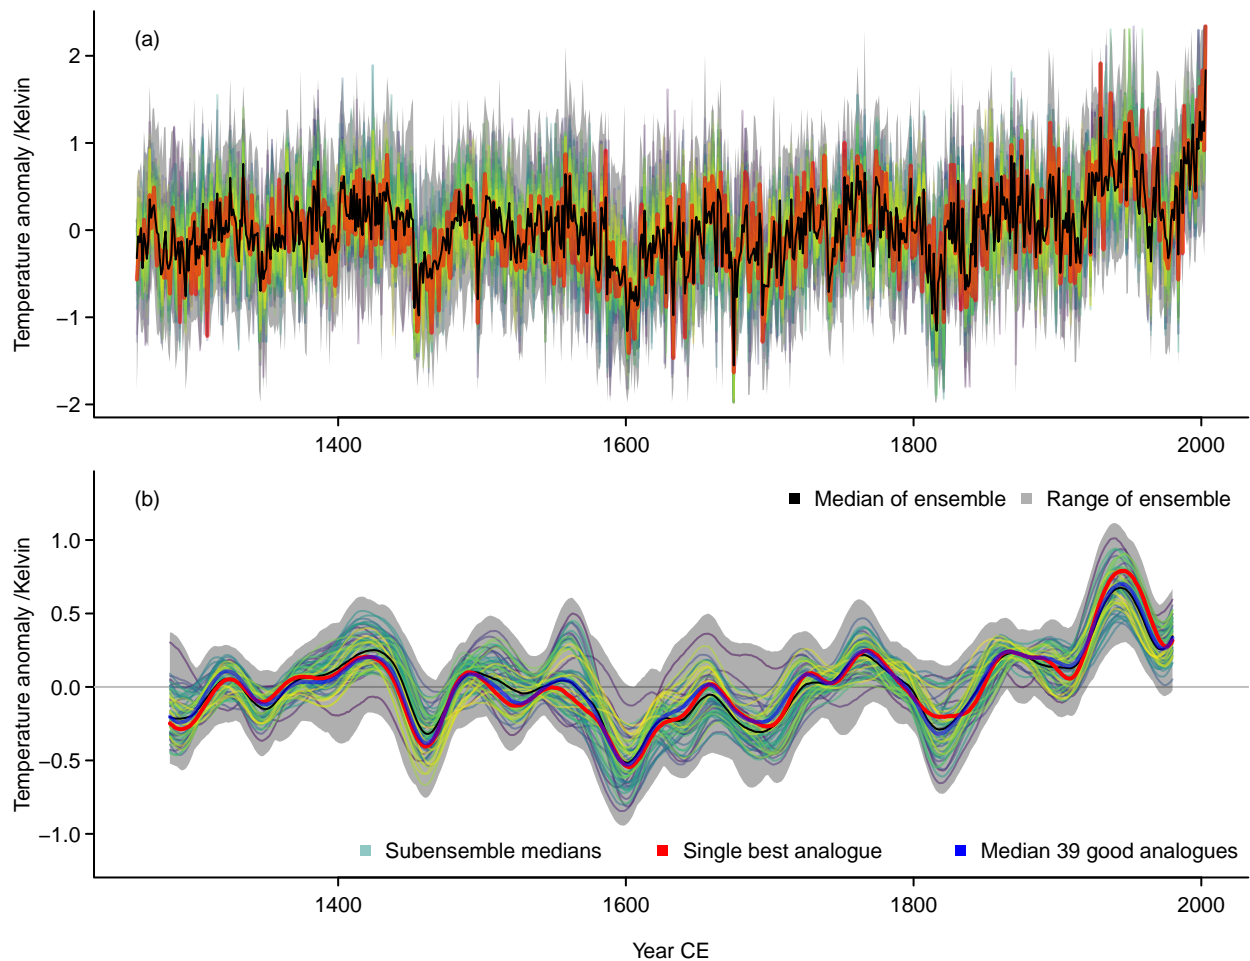 (a)
Temperature anomaly /Kelvin
2
1
0
−1
−2
1400 1600 1800 2000
(b)
Median of ensemble Range of ensemble
Temperature anomaly /Kelvin
1.0
0.5
0.0
−0.5
−1.0
Subensemble medians Single best analogue Median 39 good analogues
1400 1600 1800 2000
Year CE